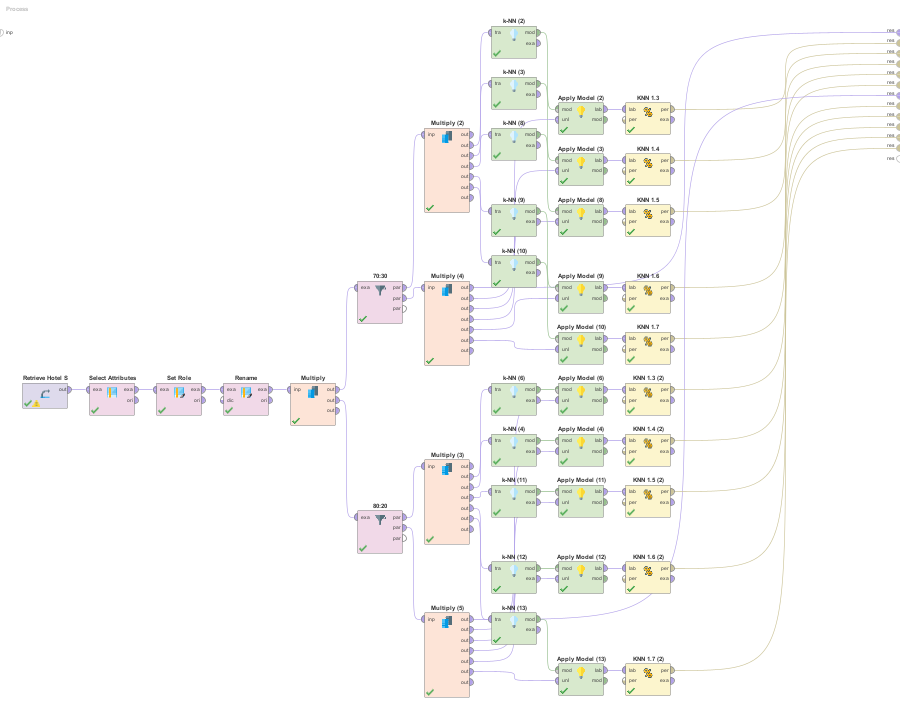 Process
inp
res
res
res
res
res
res
res
res
res
res
res
res
res
k-NN (2)
tra mod
exa
k-NN (3)
tra mod
exa
Apply Model (2)
mod lab
unl mod
KNN 1.3
lab per
per exa
Multiply (2)
inp out
out
out
out
out
out
out
k-NN (8)
tra mod
exa
Apply Model (3)
mod lab
unl mod
KNN 1.4
lab per
per exa
k-NN (9)
tra mod
exa
Apply Model (8)
mod lab
unl mod
KNN 1.5
lab per
per exa
k-NN (10)
tra mod
exa
70:30
exa par
par
par
Multiply (4)
inp out
out
out
out
out
out
out
Apply Model (9)
mod lab
unl mod
KNN 1.6
lab per
per exa
Apply Model (10)
mod lab
unl mod
KNN 1.7
lab per
per exa
Retrieve Hotel S
out
Select Attributes
exa exa
ori
Set Role
exa exa
ori
Rename
exa exa
dic ori
Multiply
inp out
out
out
k-NN (6)
tra mod
exa
Apply Model (6)
mod lab
unl mod
KNN 1.3 (2)
lab per
per exa
k-NN (4)
tra mod
exa
Apply Model (4)
mod lab
unl mod
KNN 1.4 (2)
lab per
per exa
Multiply (3)
inp out
out
out
out
out
out
out
k-NN (11)
tra mod
exa
Apply Model (11)
mod lab
unl mod
KNN 1.5 (2)
lab per
per exa
80:20
exa par
par
par
k-NN (12)
tra mod
exa
Apply Model (12)
mod lab
unl mod
KNN 1.6 (2)
lab per
per exa
Multiply (5)
inp out
out
out
out
out
out
out
k-NN (13)
tra mod
exa
Apply Model (13)
mod lab
unl mod
KNN 1.7 (2)
lab per
per exa